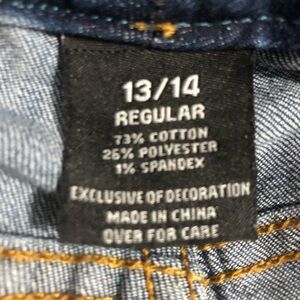 13/14
REGULAR
73% COTTON
26% POLYESTER
1% SPANDEX
EXCLUSIVE OF DECORATION
MADE IN CHINA
OVER FOR CARE